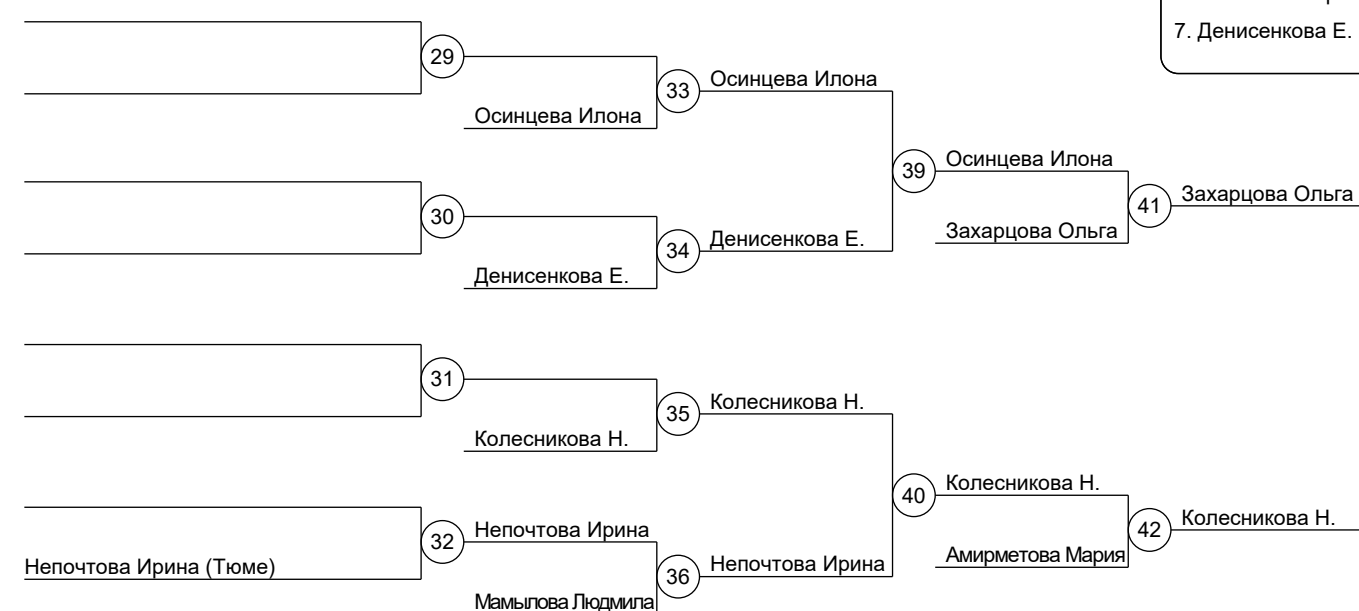 7. Денисенкова Е.
29
33
Осинцева Илона
Осинцева Илона
39
Осинцева Илона
41
Захарцова Ольга
30
34
Денисенкова Е.
Захарцова Ольга
Денисенкова Е.
31
35
Колесникова Н.
Колесникова Н.
40
Колесникова Н.
42
Колесникова Н.
32
Непочтова Ирина
Амирметова Мария
Непочтова Ирина (Тюме)
36
Непочтова Ирина
Мамылова Людмила